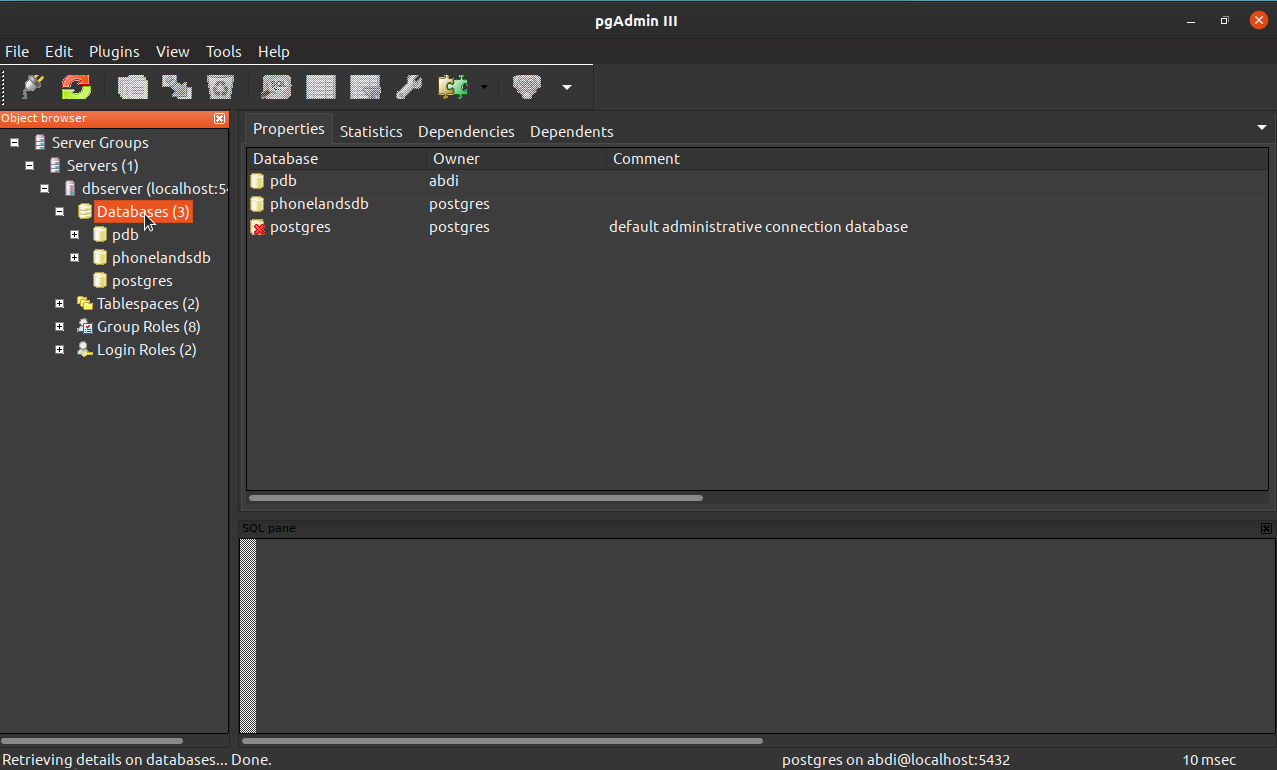 pgAdmin III
File Edit Plugins View Tools Help
SQL
Object browser
Server Groups
Servers (1)
dbserver (localhost:54
Databases (3)
pdb
phonelandsdb
postgres
Tablespaces (2)
Group Roles (8)
Login Roles (2)
Properties Statistics Dependencies Dependents
Database Owner Comment
pdb abdi
phonelandsdb postgres
postgres postgres default administrative connection database
SQL pane
Retrieving details on databases... Done. postgres on abdi@localhost:5432 10 msec